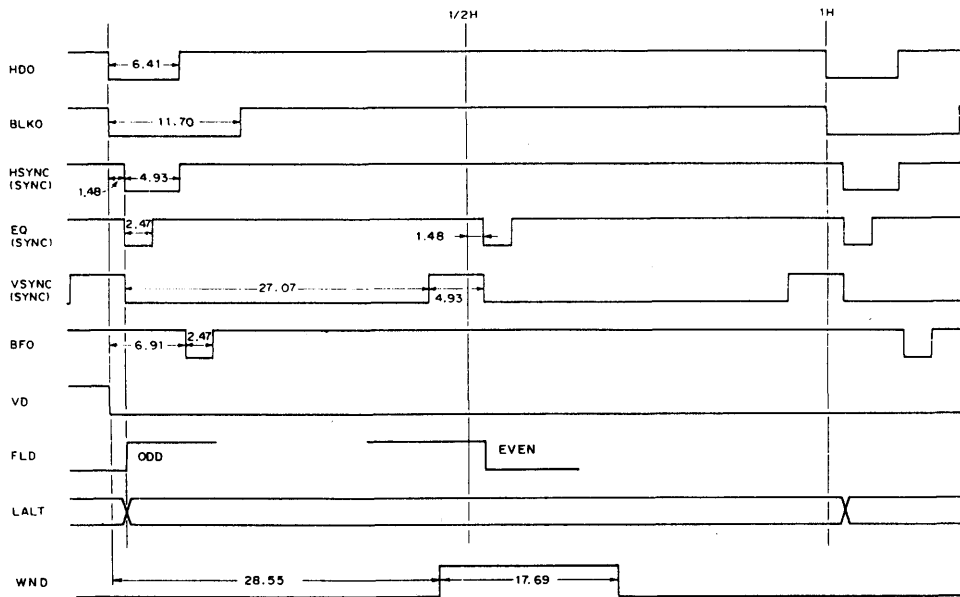 1/2H
1H
HDO
6.41
BLKO
11.70
HSYNC
(SYNC)
1.48
4.93
EQ
(SYNC)
2.47
1.48
VSYNC
(SYNC)
27.07
4.93
BFO
6.91
2.47
VD
FLD
ODD
EVEN
LALT
WND
28.55
17.69